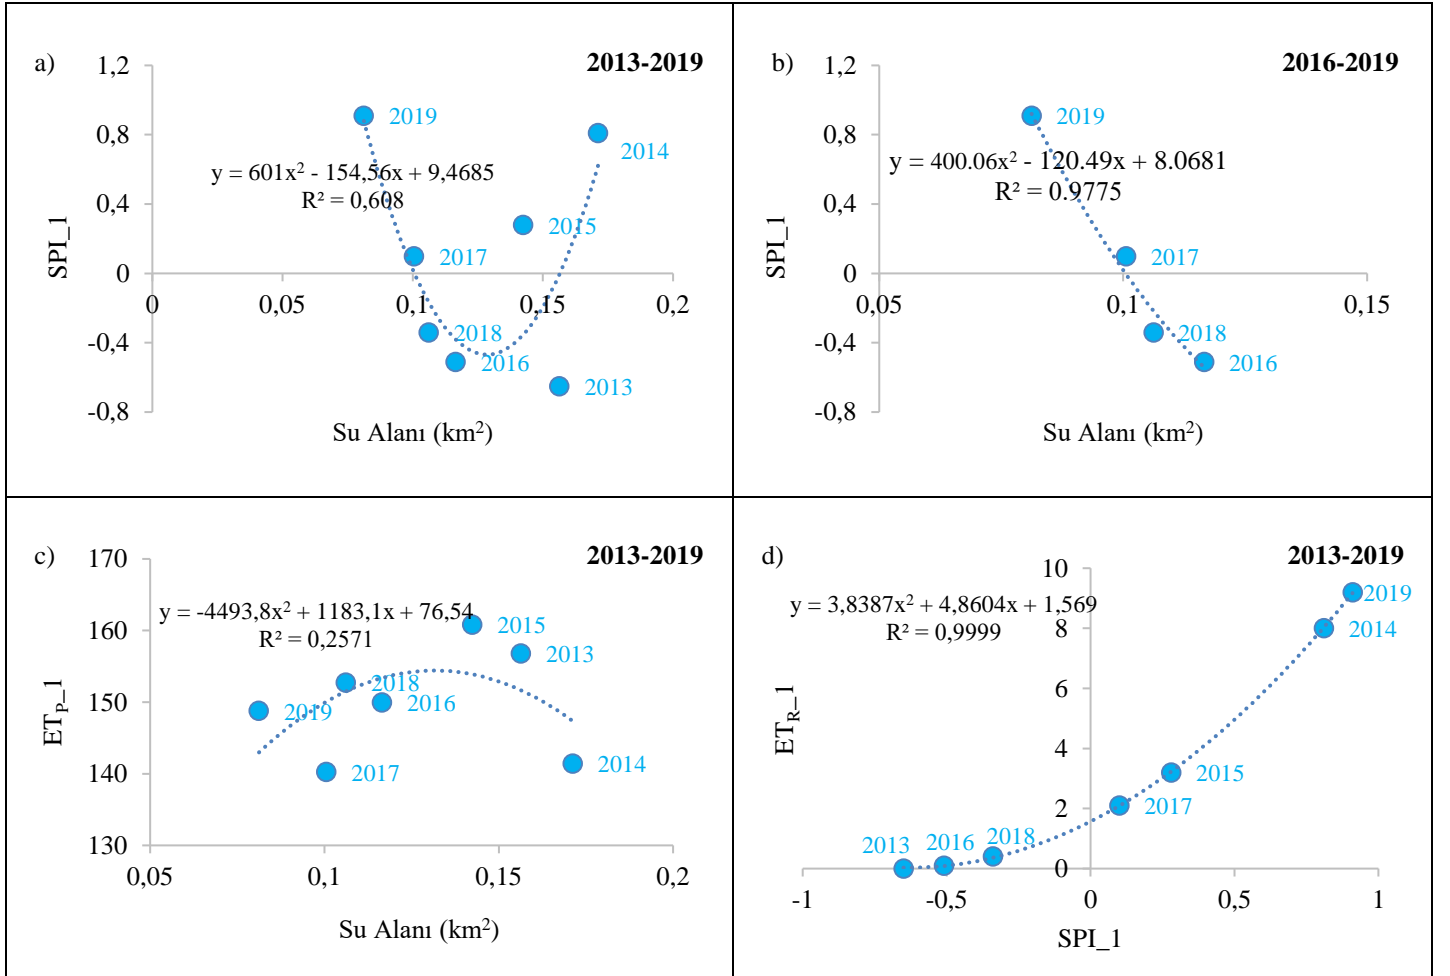 a)
2013-2019
1,2
0,8
0,4
0
-0,4
-0,8
SPI_1
y = 601x² - 154,56x + 9,4685
R² = 0,608
2019
2014
2015
2017
2018
2016
2013
0 0,05 0,1 0,15 0,2
Su Alanı (km²)
b)
2016-2019
1,2
0,8
0,4
0
-0,4
-0,8
SPI_1
2019
y = 400.06x² - 120.49x + 8.0681
R² = 0.9775
2017
2018
2016
0,05 0,1 0,15
Su Alanı (km²)
c)
2013-2019
170
160
150
140
130
ET_P_1
y = -4493,8x² + 1183,1x + 76,54
R² = 0,2571
2015
2013
2018
2016
2019
2017
2014
0,05 0,1 0,15 0,2
Su Alanı (km²)
d)
2013-2019
10
8
6
4
2
0
ET_R_1
y = 3,8387x² + 4,8604x + 1,569
R² = 0,9999
2019
2014
2015
2017
2013 2016 2018
-1 -0,5 0 0,5 1
SPI_1